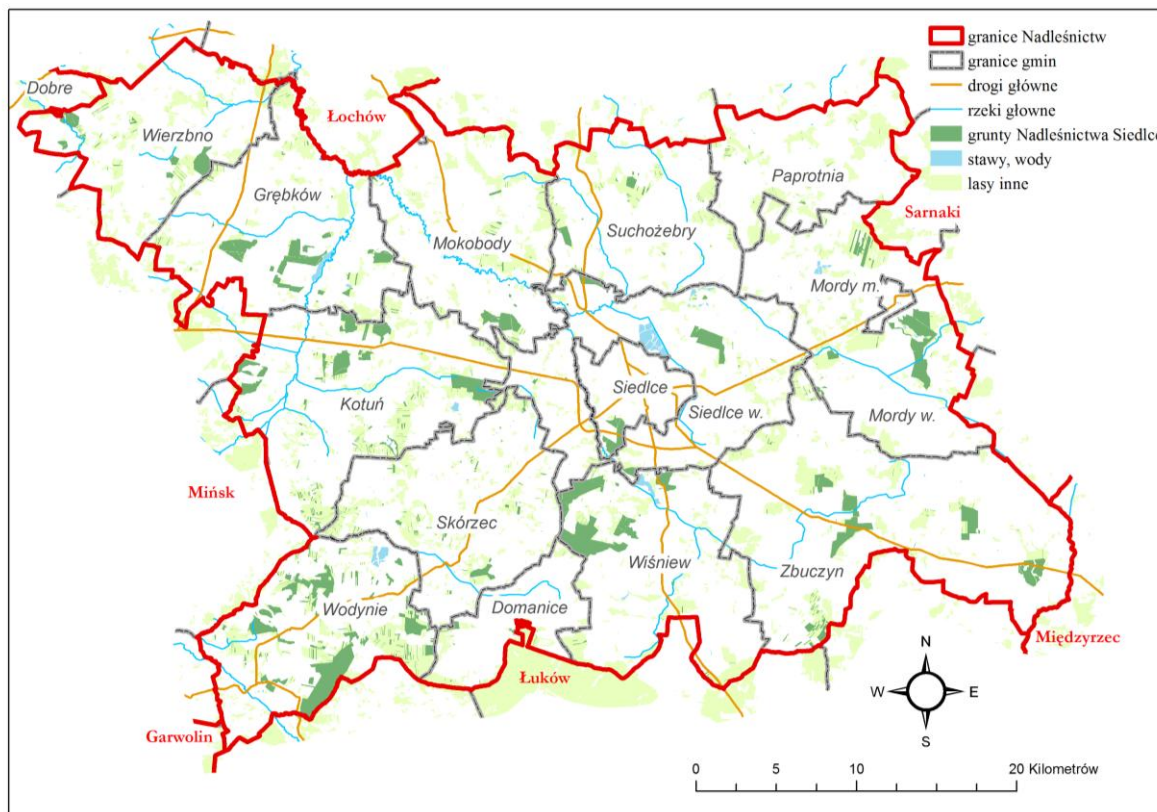 granice Nadleśnictw
granice gmin
drogi główne
rzeki głowne
grunty Nadleśnictwa Siedlce
stawy, wody
lasy inne
Dobre
Łochów
Wierzbno
Paprotnia
Grębków
Sarnaki
Suchożebry
Mokobody
Mordy m.
Siedlce
Kotuń
Siedlce w.
Mordy w.
Mińsk
Skórzec
Wiśniew
Zbuczyn
Wodynie
Domanice
Międzyrzec
Łuków
N
W
E
S
Garwolin
0
10
20 Kilometrów